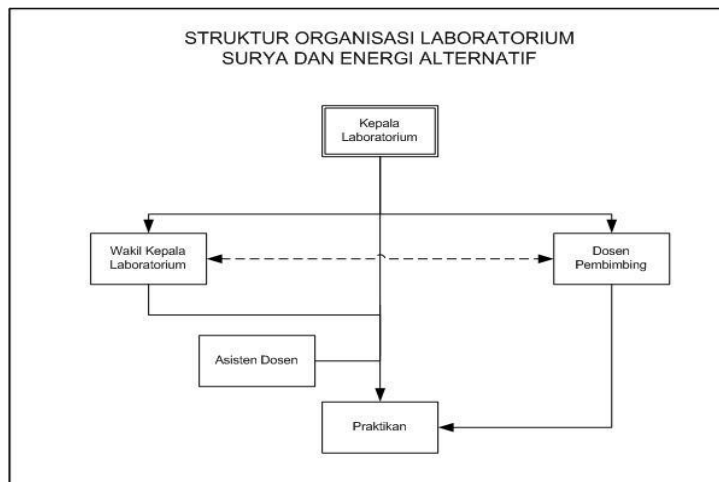 STRUKTUR ORGANISASI LABORATORIUM
SURYA DAN ENERGI ALTERNATIF
Kepala
Laboratorium
Wakil Kepala
Laboratorium
Dosen
Pembimbing
Asisten Dosen
Praktikan